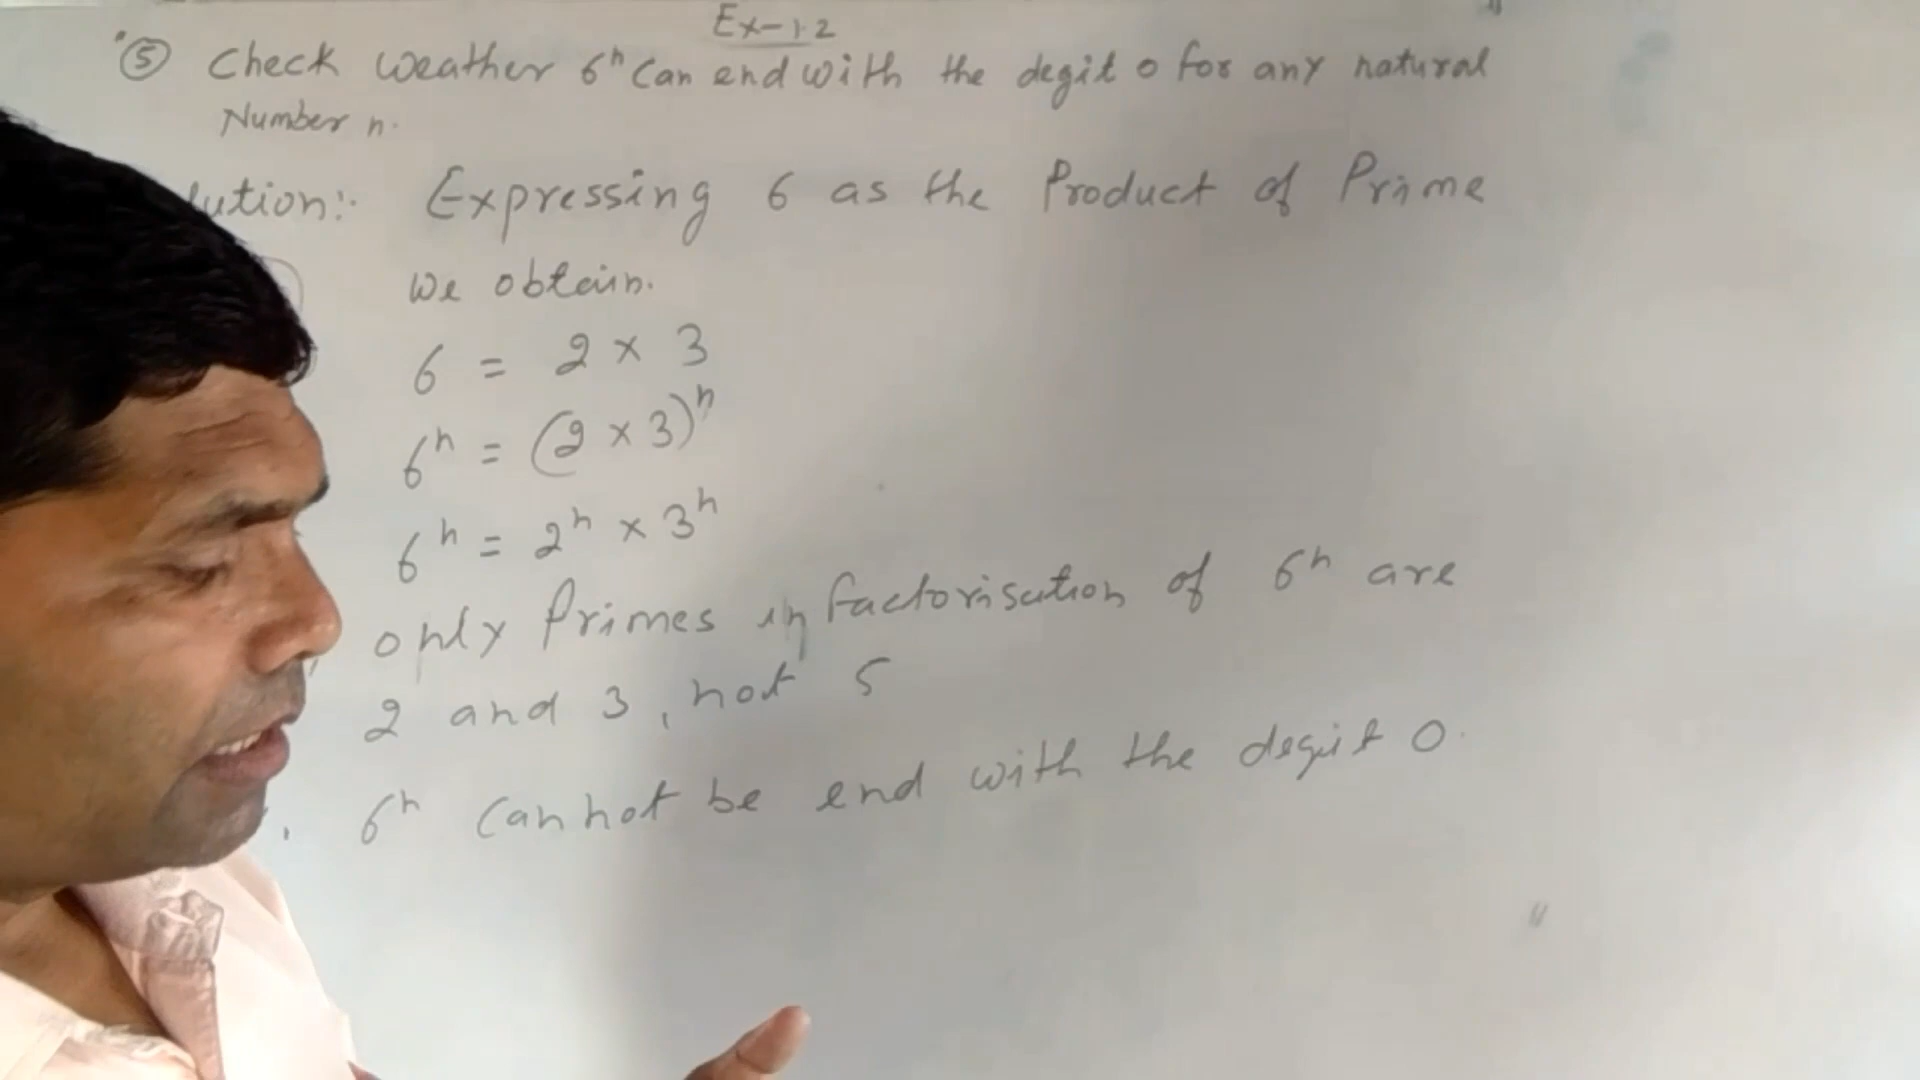 Ex-1.2
⑤ Check weather 6ⁿ Can end with the degit 0 for any natural
Number n.
lution:- Expressing 6 as the Product of Prime
We obtain.
6 = 2 × 3
6ⁿ = (2 × 3)ⁿ
6ⁿ = 2ⁿ × 3ⁿ
only Primes in factorisation of 6ⁿ are
2 and 3, not 5
6ⁿ Cannot be end with the degit 0.